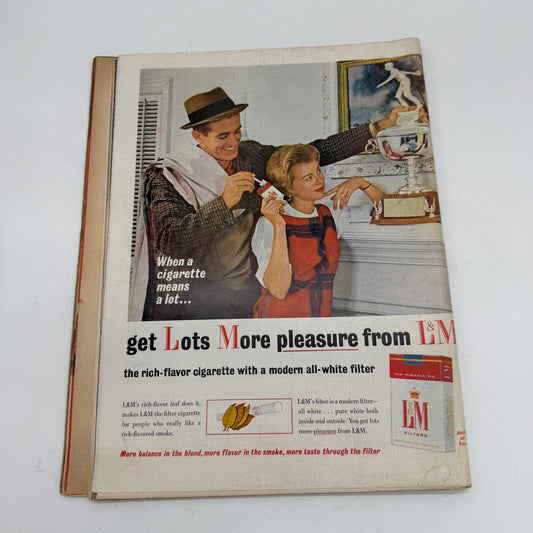 When a
cigarette
means
a lot...
get Lots More pleasure from L&M
the rich-flavor cigarette with a modern all-white filter
L&M's rich-flavor leaf does it,
makes L&M the filter cigarette
for people who really like a
rich-flavored smoke.
L&M's filter is a modern filter—
all white ... pure white both
inside and outside. You get lots
more pleasure from L&M.
THE MIRACLE TIP
L&M
L&M
FILTERS
More balance in the blend, more flavor in the smoke, more taste through the filter